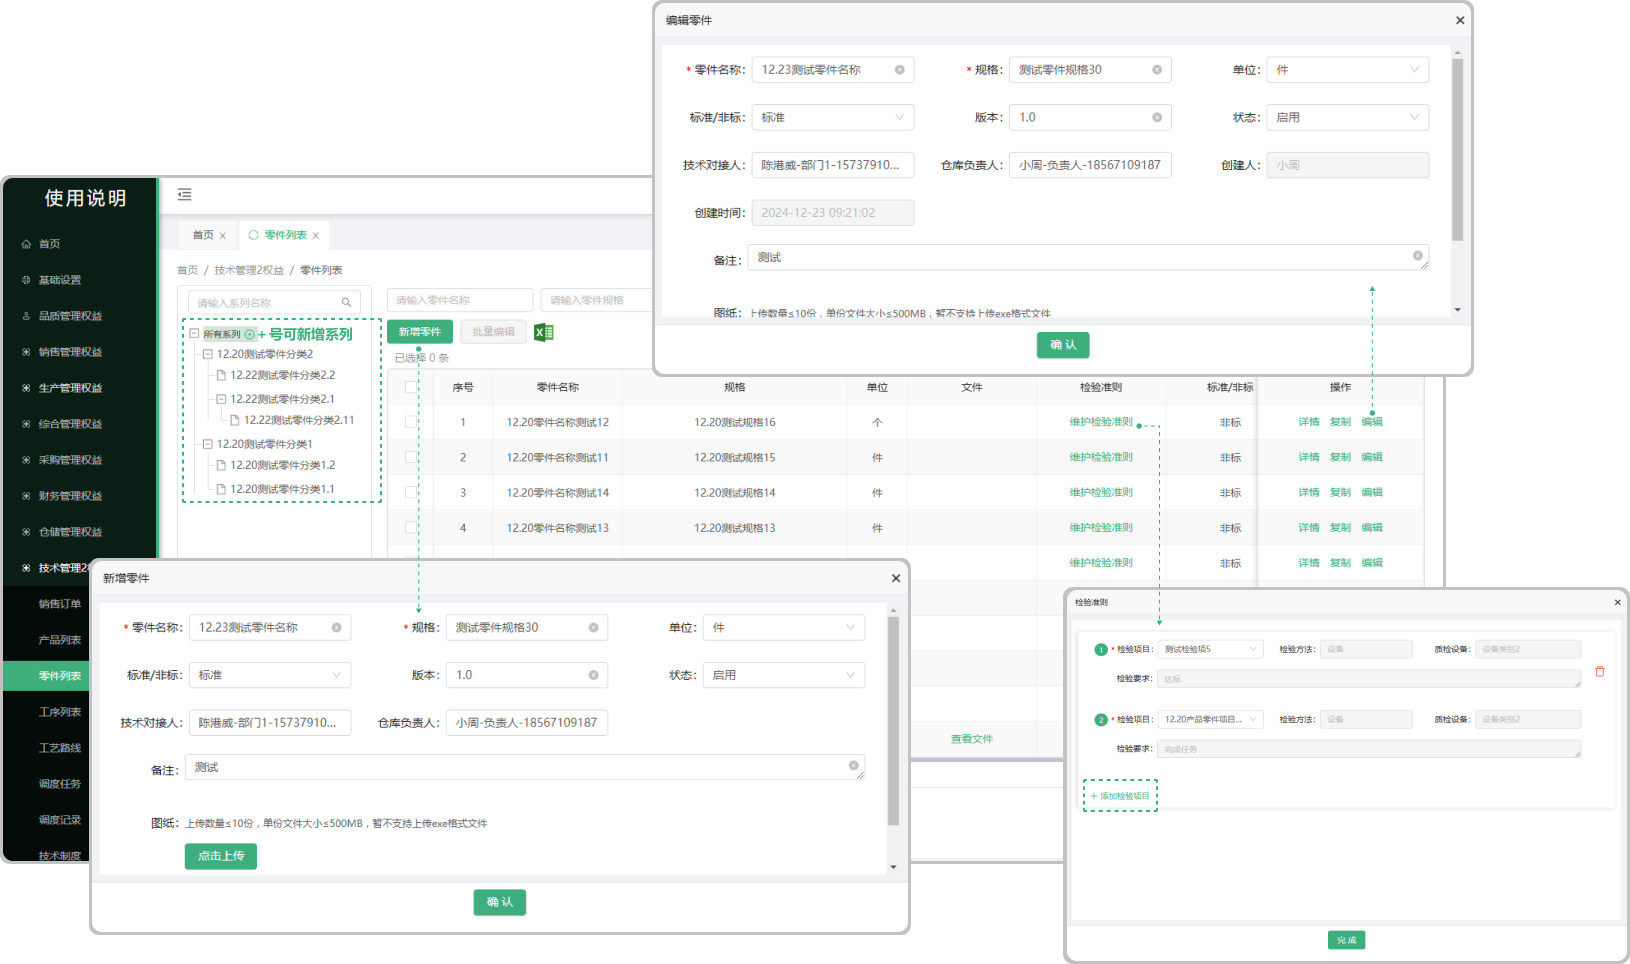 编辑零件
* 零件名称: 12.23测试零件名称
* 规格: 测试零件规格30
单位: 件
标准/非标: 标准
版本: 1.0
状态: 启用
技术对接人: 陈港威-部门1-15737910...
仓库负责人: 小周-负责人-18567109187
创建人: 小周
创建时间: 2024-12-23 09:21:02
备注: 测试
图纸: 上传数量≤10份，单份文件大小≤500MB，暂不支持上传exe格式文件
确 认
使用说明
首页
基础设置
品质管理权益
销售管理权益
生产管理权益
综合管理权益
采购管理权益
财务管理权益
仓储管理权益
技术管理2
销售订单
产品列表
零件列表
工序列表
工艺路线
调度任务
调度记录
技术制度
首页 零件列表
首页 / 技术管理2权益 / 零件列表
请输入系列名称
所有系列 + 号可新增系列
12.20测试零件分类2
12.22测试零件分类2.2
12.22测试零件分类2.1
12.22测试零件分类2.11
12.20测试零件分类1
12.20测试零件分类1.2
12.20测试零件分类1.1
请输入零件名称 请输入零件规格
新增零件 批量编辑
已选择 0 条
序号 零件名称 规格 单位 文件 检验准则 标准/非标 操作
1 12.20零件名称测试12 12.20测试规格16 个 维护检验准则 非标 详情 复制 编辑
2 12.20零件名称测试11 12.20测试规格15 件 维护检验准则 非标 详情 复制 编辑
3 12.20零件名称测试14 12.20测试规格14 件 维护检验准则 非标 详情 复制 编辑
4 12.20零件名称测试13 12.20测试规格13 件 维护检验准则 非标 详情 复制 编辑
维护检验准则 非标 详情 复制 编辑
查看文件
新增零件
* 零件名称: 12.23测试零件名称
* 规格: 测试零件规格30
单位: 件
标准/非标: 标准
版本: 1.0
状态: 启用
技术对接人: 陈港威-部门1-15737910...
仓库负责人: 小周-负责人-18567109187
备注: 测试
图纸: 上传数量≤10份，单份文件大小≤500MB，暂不支持上传exe格式文件
点击上传
确 认
检验准则
1 * 检验项目: 测试检验项5 检验方法: 设备 质检设备: 设备类别2
检验要求: 达标
2 * 检验项目: 12.20产品零件项目... 检验方法: 设备 质检设备: 设备类别2
检验要求: 完成任务
+ 添加检验项目
完 成